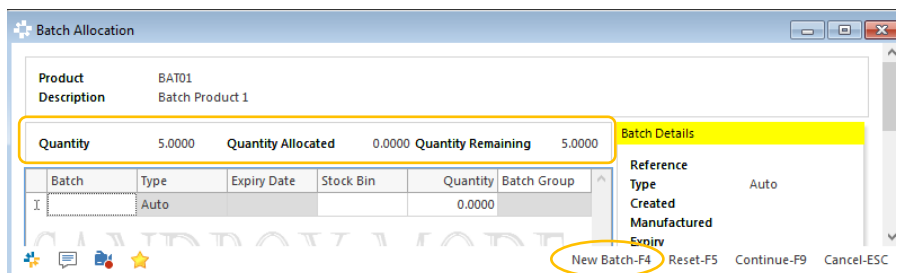 Batch Allocation
Product BAT01
Description Batch Product 1
Quantity 5.0000 Quantity Allocated 0.0000 Quantity Remaining 5.0000
Batch Details
Reference
Type Auto
Created
Manufactured
Expiry
Batch Type Expiry Date Stock Bin Quantity Batch Group
Auto 0.0000
SANDBOX MODE
New Batch-F4 Reset-F5 Continue-F9 Cancel-ESC